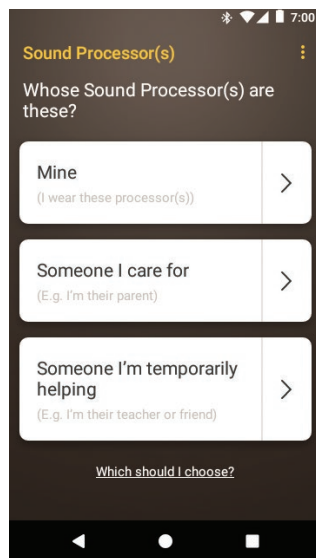 7:00
Sound Processor(s)
Whose Sound Processor(s) are
these?
Mine
(I wear these processor(s))
Someone I care for
(E.g. I'm their parent)
Someone I'm temporarily
helping
(E.g. I'm their teacher or friend)
Which should I choose?